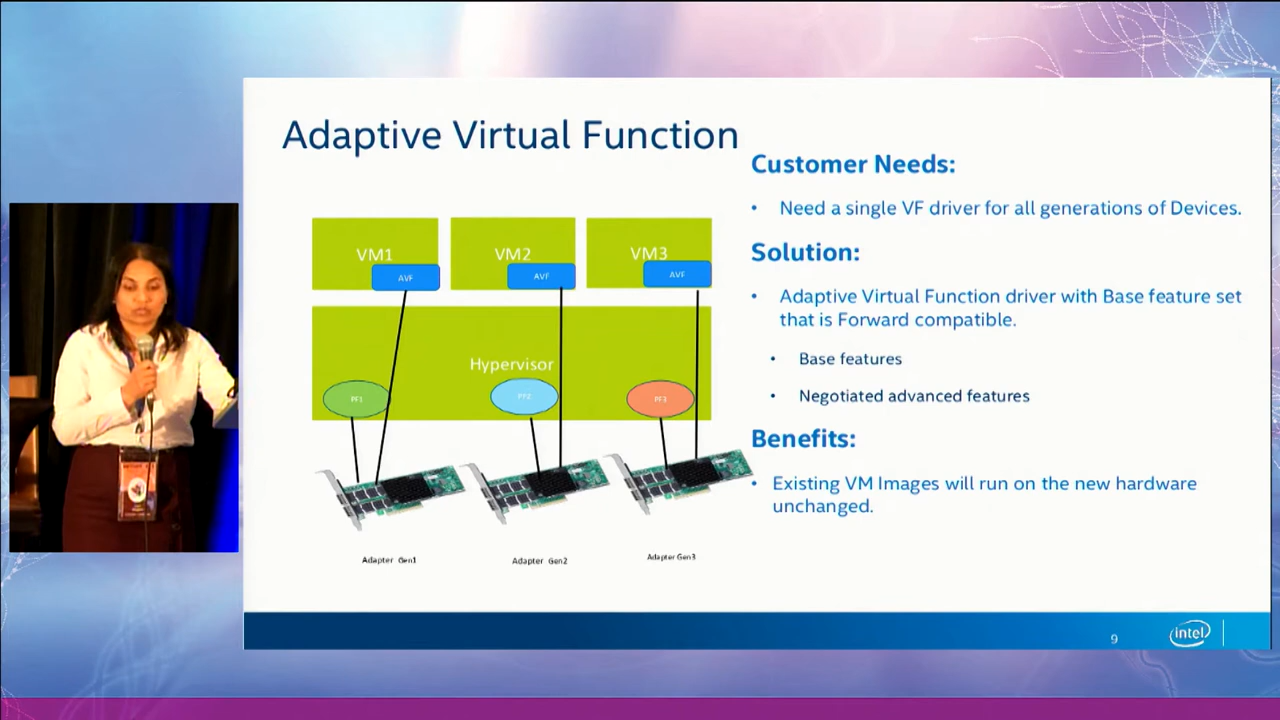 Adaptive Virtual Function
VM1
AVF
VM2
AVF
VM3
AVF
Hypervisor
PF1
PF2
PF3
Adapter Gen1
Adapter Gen2
Adapter Gen3
Customer Needs:
• Need a single VF driver for all generations of Devices.
Solution:
• Adaptive Virtual Function driver with Base feature set
that is Forward compatible.
• Base features
• Negotiated advanced features
Benefits:
• Existing VM Images will run on the new hardware
unchanged.
9
intel